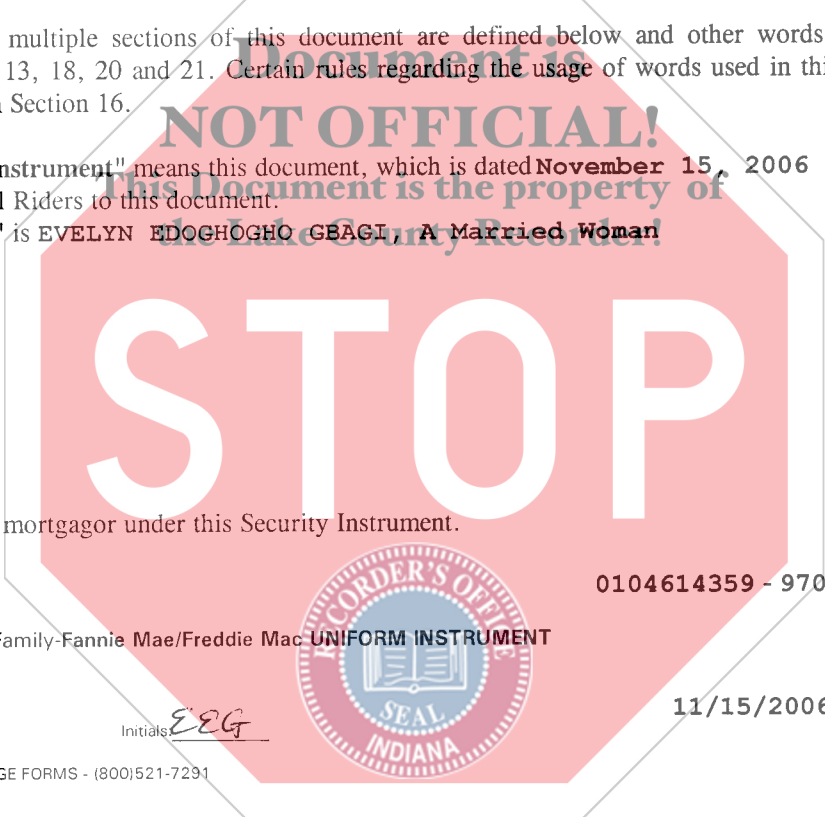 multiple sections of this document are defined below and other words
Document is
13, 18, 20 and 21. Certain rules regarding the usage of words used in thi
Section 16.
NOT OFFICIAL!
nstrument" means this document, which is dated November 15, 2006
This Document is the property of
Riders to this document.
the Lake County Recorder!
" is EVELYN EDOGHOGHO GBAGI, A Married Woman
STOP
mortgagor under this Security Instrument.
0104614359 - 970
RECORDER'S OFFICE
Family-Fannie Mae/Freddie Mac UNIFORM INSTRUMENT
SEAL
INDIANA
11/15/2006
Initials: EEG
GE FORMS - (800)521-7291